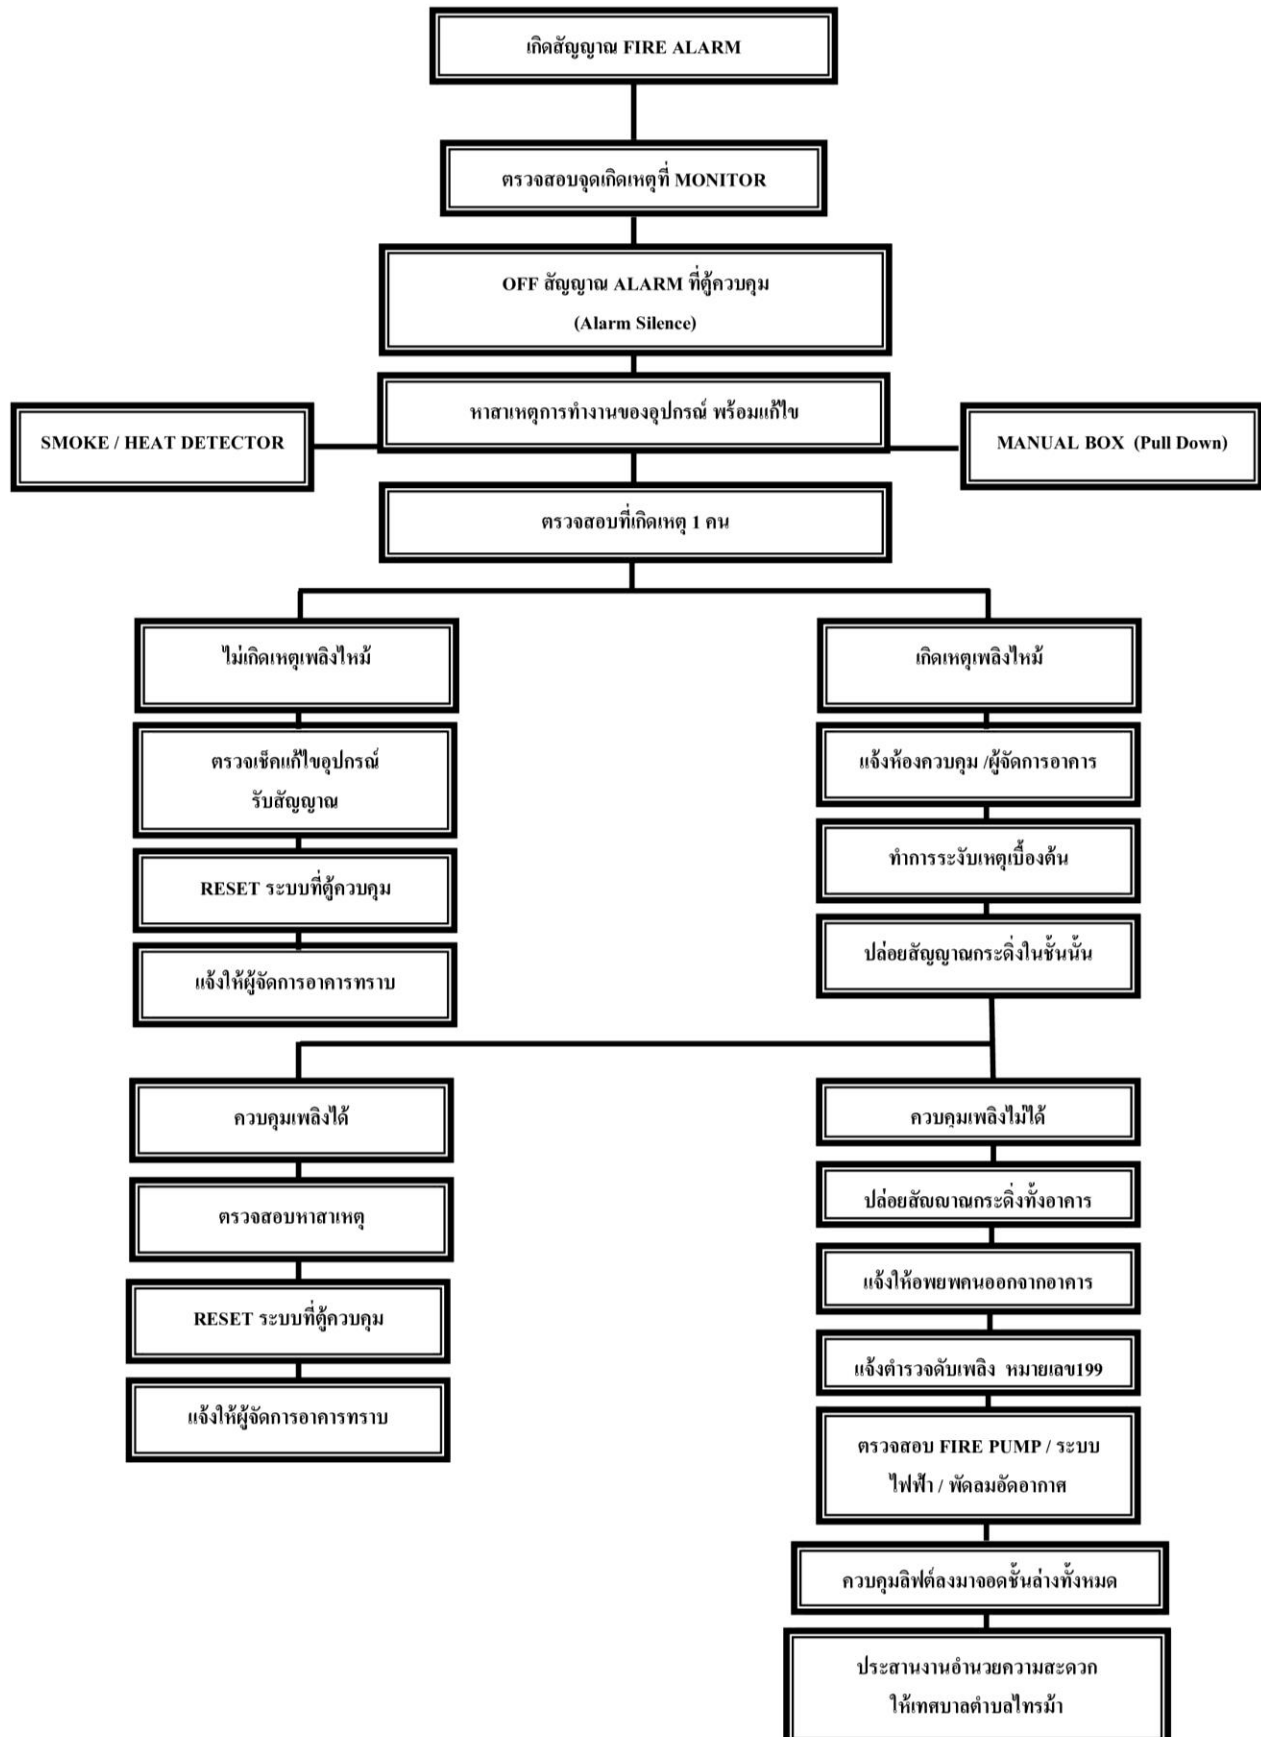 เกิดสัญญาณ FIRE ALARM
ตรวจสอบจุดเกิดเหตุที่ MONITOR
OFF สัญญาณ ALARM ที่ตู้ควบคุม
(Alarm Silence)
หาสาเหตุการทำงานของอุปกรณ์ พร้อมแก้ไข
SMOKE / HEAT DETECTOR
MANUAL BOX (Pull Down)
ตรวจสอบที่เกิดเหตุ 1 คน
ไม่เกิดเหตุเพลิงไหม้
ตรวจเช็คแก้ไขอุปกรณ์
รับสัญญาณ
RESET ระบบที่ตู้ควบคุม
แจ้งให้ผู้จัดการอาคารทราบ
เกิดเหตุเพลิงไหม้
แจ้งห้องควบคุม /ผู้จัดการอาคาร
ทำการระงับเหตุเบื้องต้น
ปล่อยสัญญาณกระดิ่งในชั้นนั้น
ควบคุมเพลิงได้
ตรวจสอบหาสาเหตุ
RESET ระบบที่ตู้ควบคุม
แจ้งให้ผู้จัดการอาคารทราบ
ควบคุมเพลิงไม่ได้
ปล่อยสัญญาณกระดิ่งทั้งอาคาร
แจ้งให้อพยพคนออกจากอาคาร
แจ้งตำรวจดับเพลิง หมายเลข199
ตรวจสอบ FIRE PUMP / ระบบ
ไฟฟ้า / พัดลมอัดอากาศ
ควบคุมลิฟต์ลงมาจอดชั้นล่างทั้งหมด
ประสานงานอำนวยความสะดวก
ให้เทศบาลตำบลไทรม้า